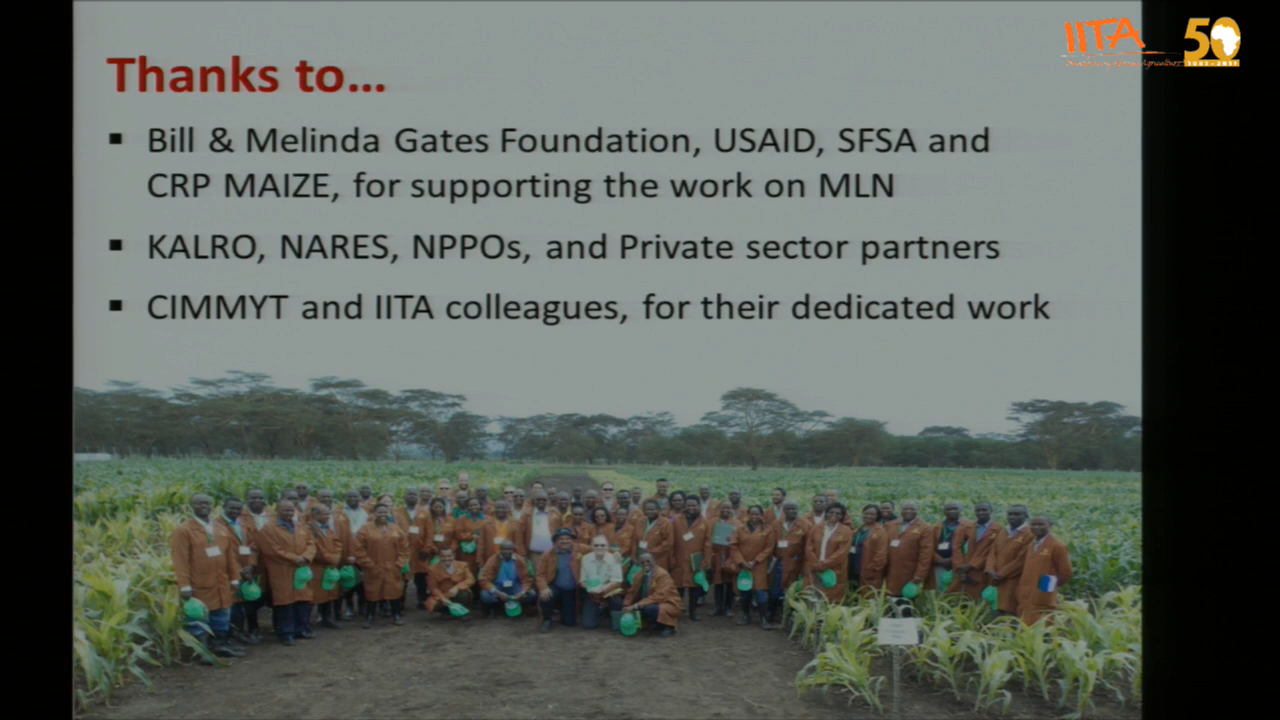 Thanks to...
▪ Bill & Melinda Gates Foundation, USAID, SFSA and
CRP MAIZE, for supporting the work on MLN
▪ KALRO, NARES, NPPOs, and Private sector partners
▪ CIMMYT and IITA colleagues, for their dedicated work
IITA
50